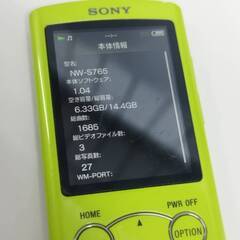 SONY
本体情報
型名:
NW-S765
本体ソフトウェア:
1.04
空き容量/総容量:
6.33GB/14.4GB
総曲数:
1685
総ビデオファイル数:
3
総写真数:
27
WM-PORT:
HOME
PWR OFF
OPTION